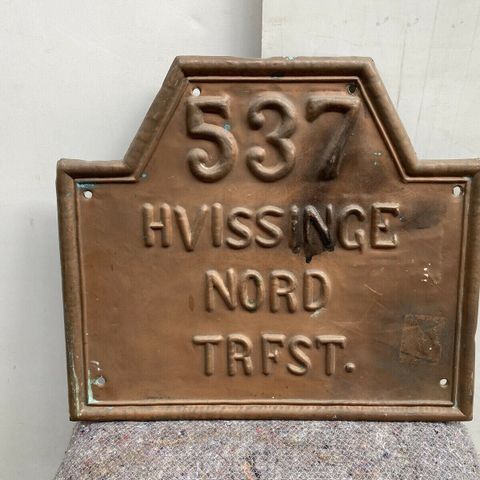 537
HVISSINGE
NORD
TRFST.